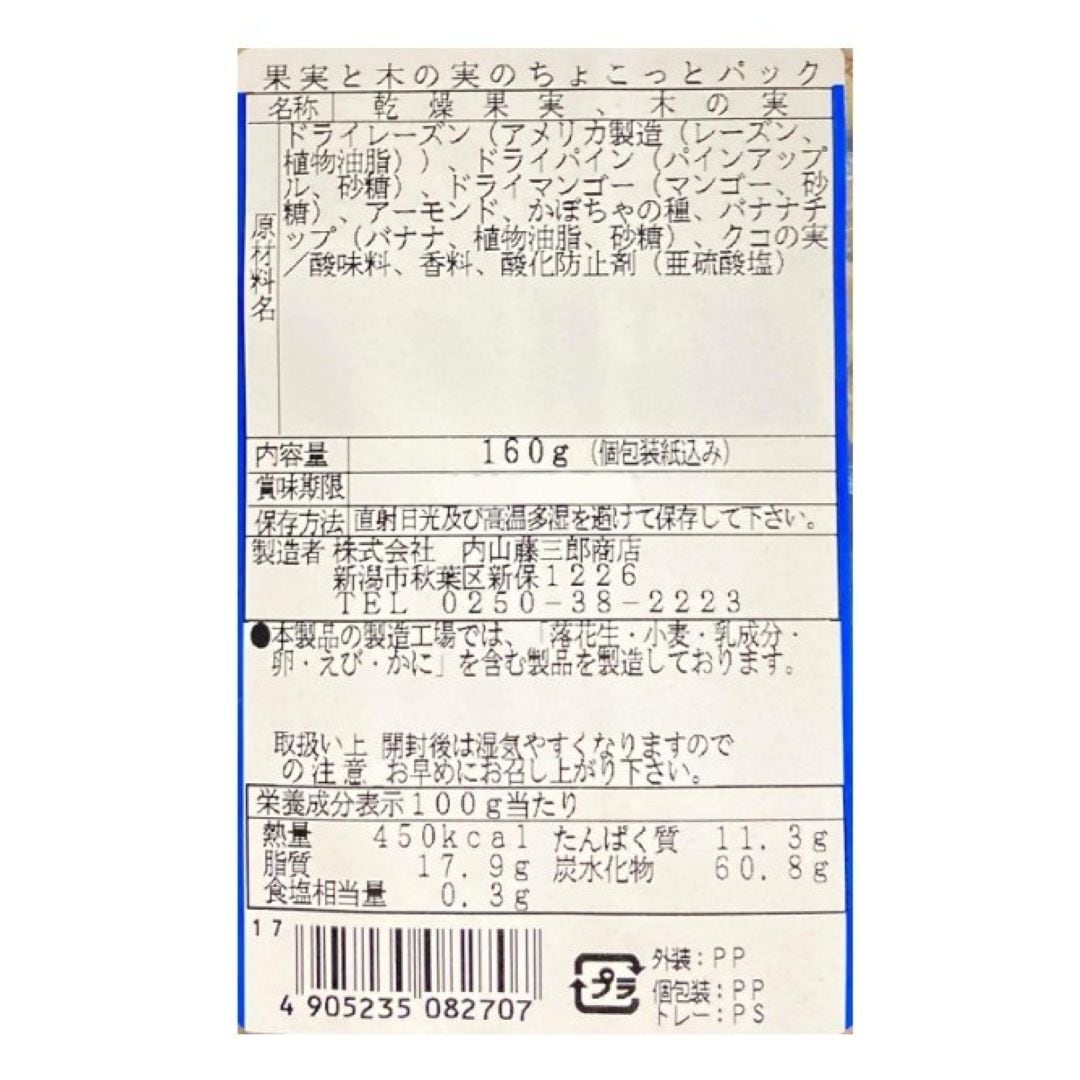 果実と木の実のちょこっとパック
名称 乾燥果実、木の実
原材料名
ドライレーズン（アメリカ製造（レーズン、
植物油脂））、ドライパイン（パインアップ
ル、砂糖）、ドライマンゴー（マンゴー、砂
糖）、アーモンド、かぼちゃの種、バナナチ
ップ（バナナ、植物油脂、砂糖）、クコの実
／酸味料、香料、酸化防止剤（亜硫酸塩）
内容量 160g（個包装紙込み）
賞味期限
保存方法 直射日光及び高温多湿を避けて保存して下さい。
製造者 株式会社 内山藤三郎商店
新潟市秋葉区新保1226
TEL 0250-38-2223
●本製品の製造工場では、「落花生・小麦・乳成分・
卵・えび・かに」を含む製品を製造しております。
取扱い上 開封後は湿気やすくなりますので
の注意 お早めにお召し上がり下さい。
栄養成分表示100g当たり
熱量 450kcal たんぱく質 11.3g
脂質 17.9g 炭水化物 60.8g
食塩相当量 0.3g
17
4 905235 082707
プラ
外装：PP
個包装：PP
トレー：PS